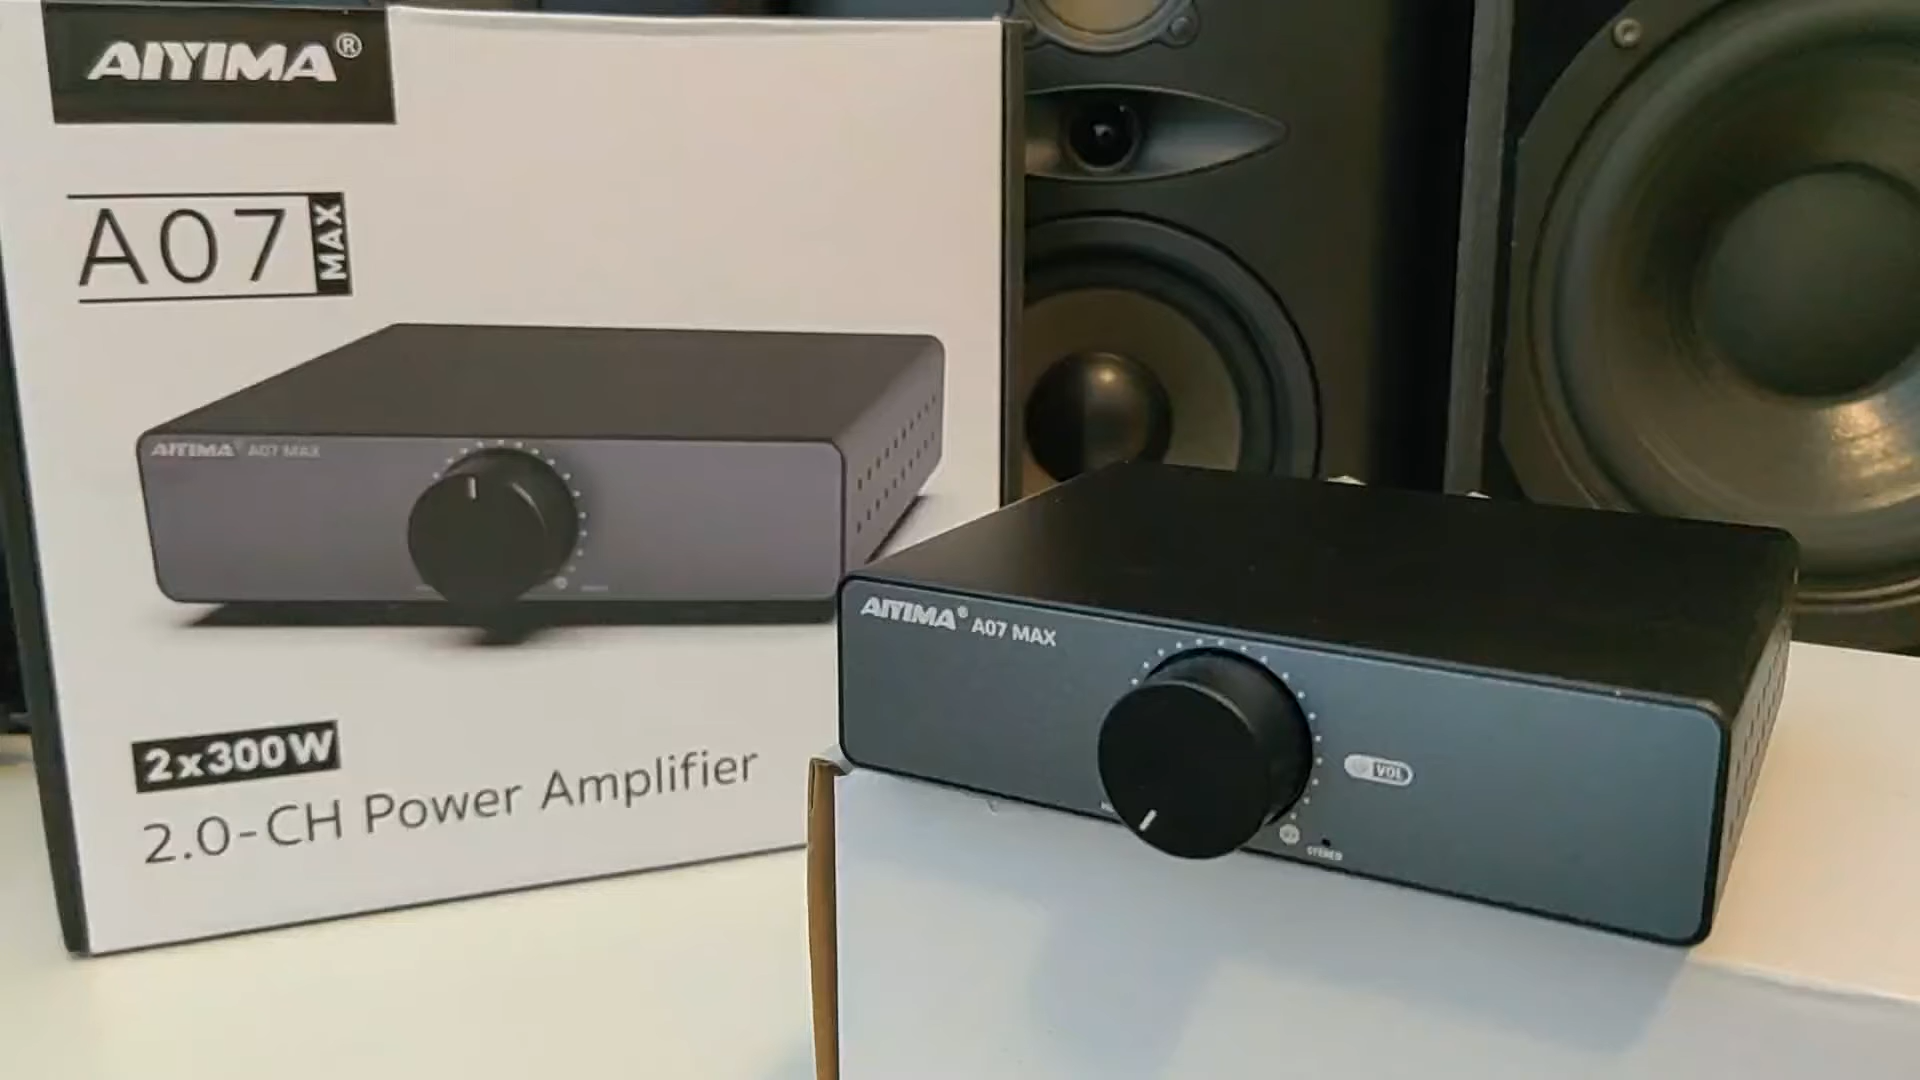 AIYIMA®
A07 MAX
AIYIMA® A07 MAX
2x300W
2.0-CH Power Amplifier
AIYIMA® A07 MAX
VOL
STEREO